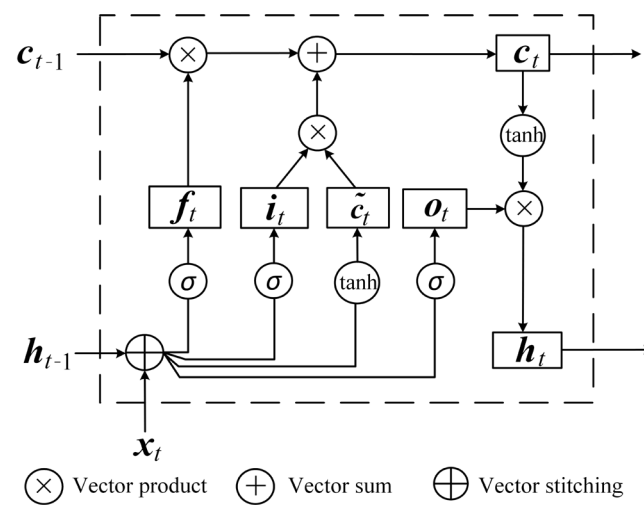 c_{t-1} × + c_t
× tanh
f_t i_t c̃_t o_t ×
σ σ tanh σ
h_{t-1} h_t
x_t
× Vector product + Vector sum Vector stitching